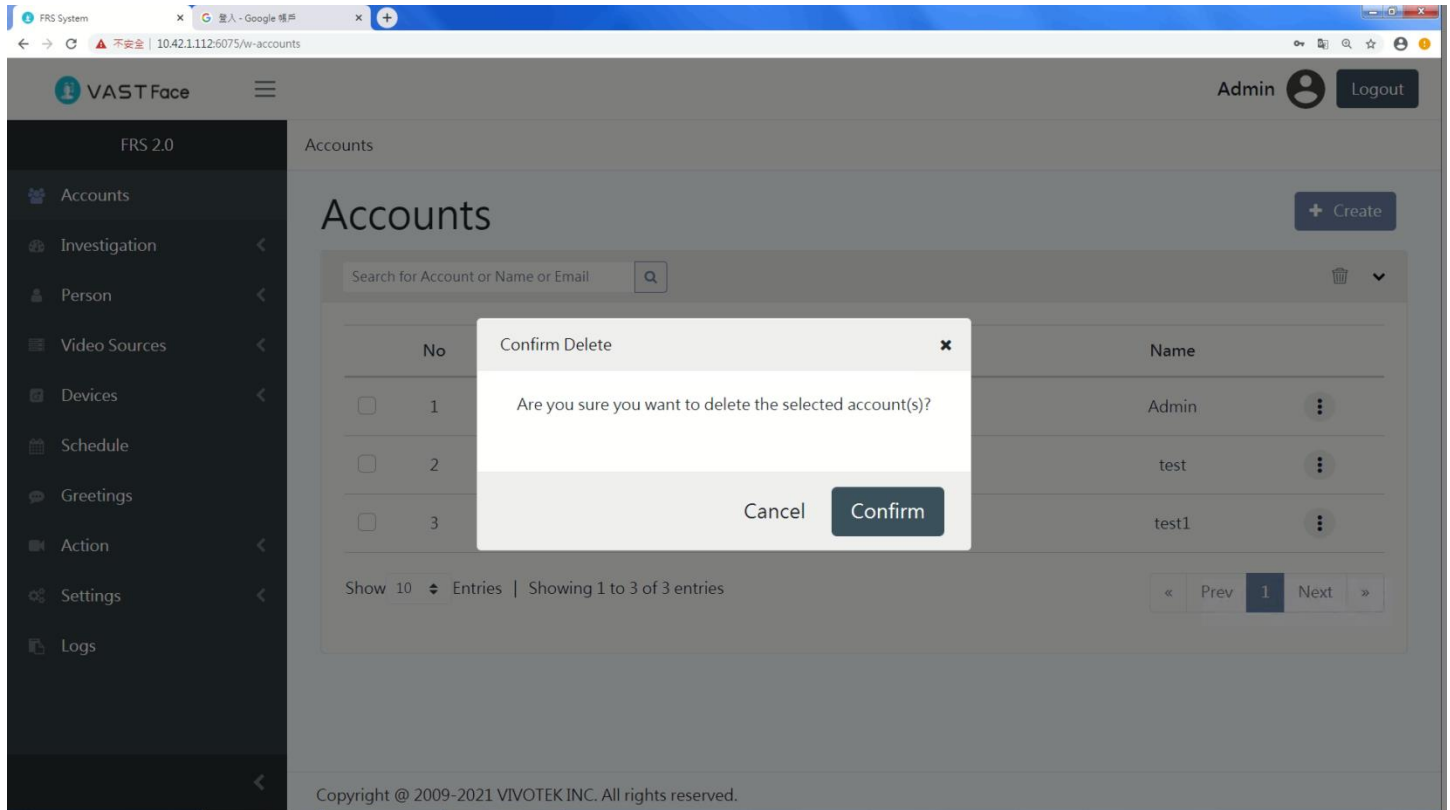 FRS System
登入 - Google 帳戶
不安全 | 10.42.1.112:6075/w-accounts
VAST Face
Admin
Logout
FRS 2.0
Accounts
Accounts
Investigation
Person
Video Sources
Devices
Schedule
Greetings
Action
Settings
Logs
Accounts
+ Create
Search for Account or Name or Email
No
Name
1
Admin
2
test
3
test1
Confirm Delete
Are you sure you want to delete the selected account(s)?
Cancel
Confirm
Show 10 Entries | Showing 1 to 3 of 3 entries
« Prev 1 Next »
Copyright @ 2009-2021 VIVOTEK INC. All rights reserved.